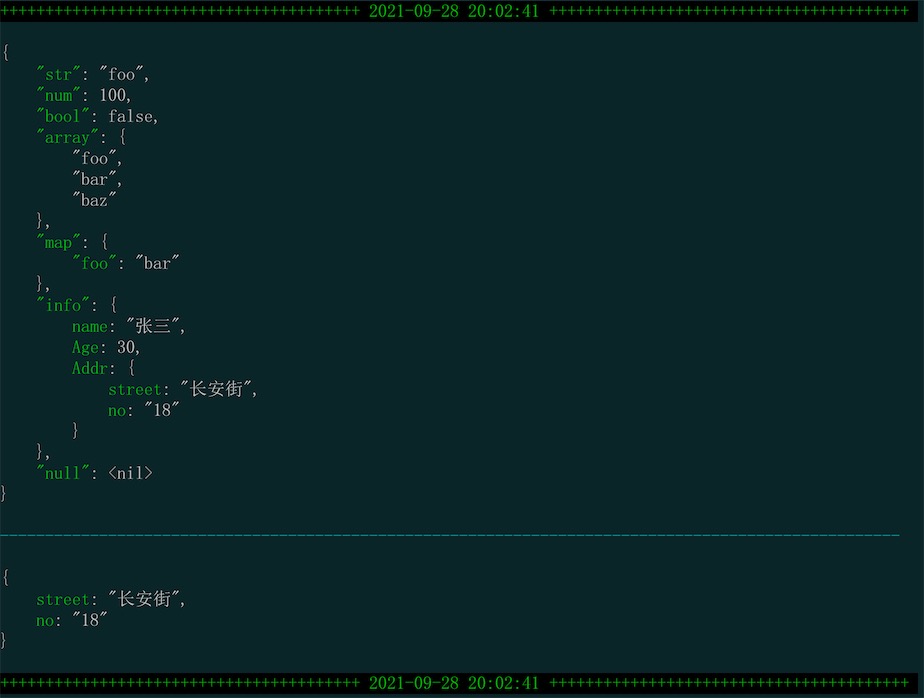 ++++++++++++++++++++++++++++++++++++++++ 2021-09-28 20:02:41 ++++++++++++++++++++++++++++++++++++++++
{
    "str": "foo",
    "num": 100,
    "bool": false,
    "array": {
        "foo",
        "bar",
        "baz"
    },
    "map": {
        "foo": "bar"
    },
    "info": {
        name: "张三",
        Age: 30,
        Addr: {
            street: "长安街",
            no: "18"
        }
    },
    "null": <nil>
}
----------------------------------------------------------------------------------------------------
{
    street: "长安街",
    no: "18"
}
++++++++++++++++++++++++++++++++++++++++ 2021-09-28 20:02:41 ++++++++++++++++++++++++++++++++++++++++